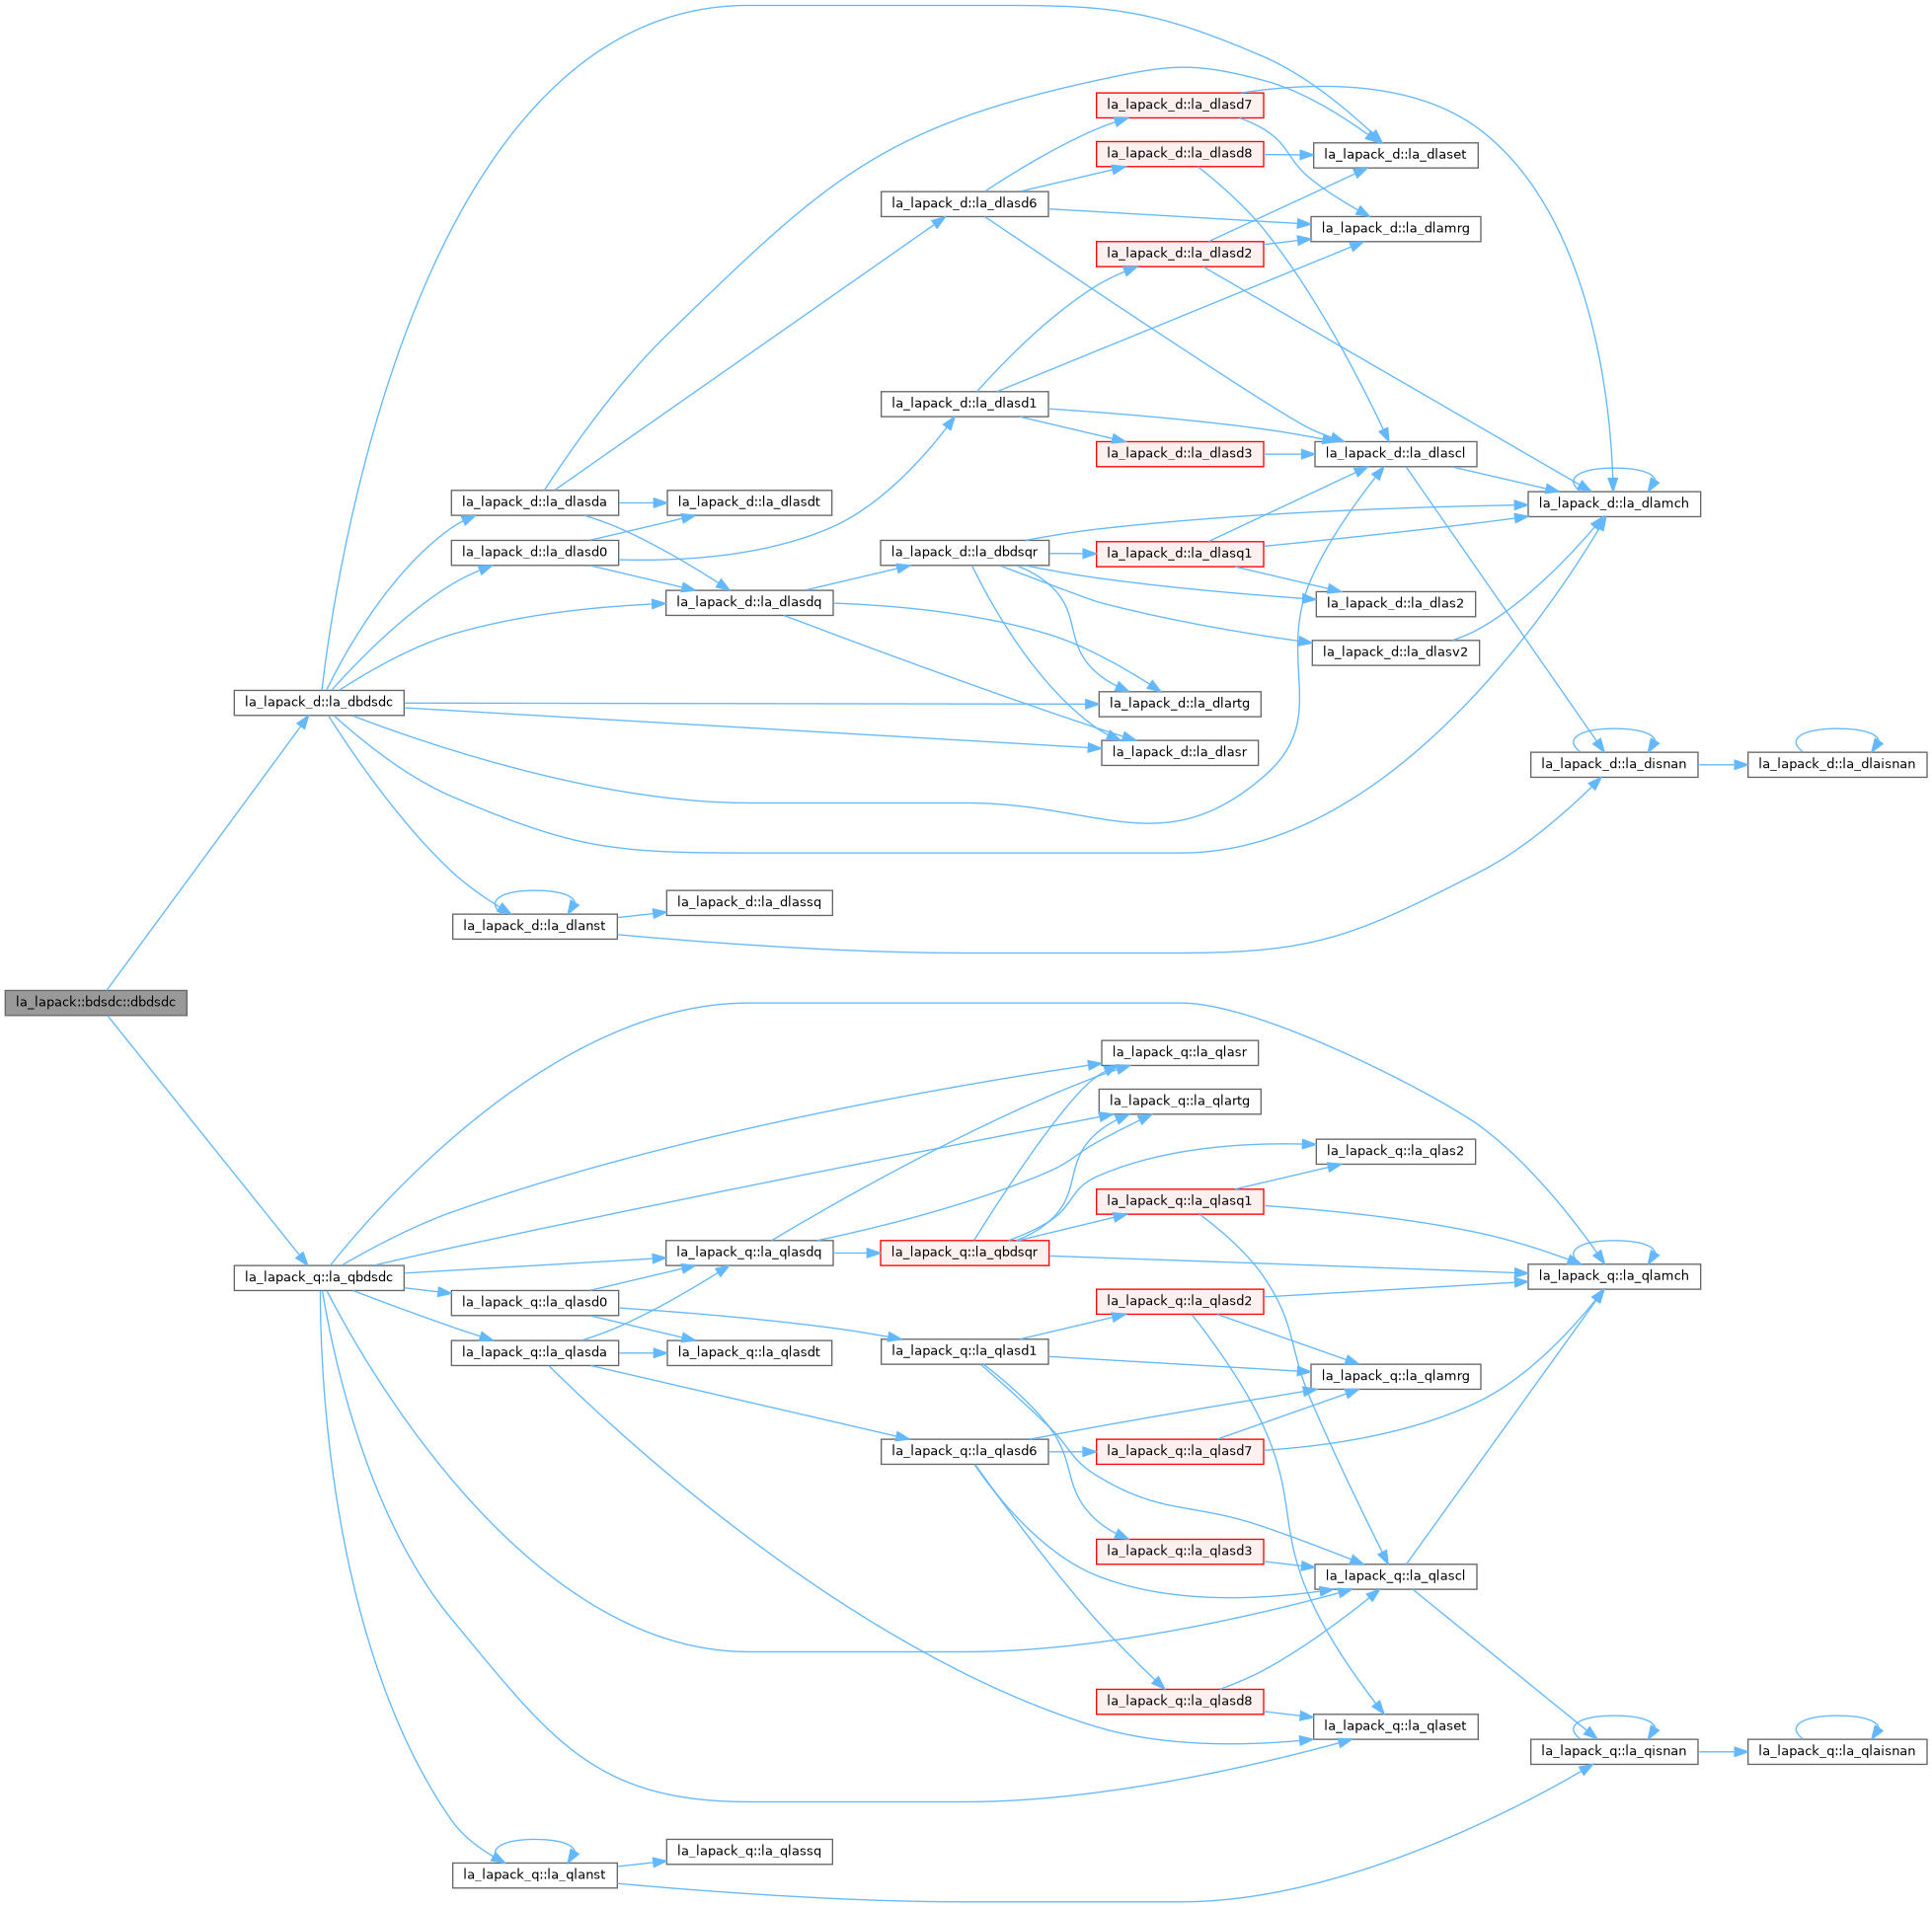 la_lapack_d::la_dlasd7
la_lapack_d::la_dlasd8
la_lapack_d::la_dlaset
la_lapack_d::la_dlasd6
la_lapack_d::la_dlamrg
la_lapack_d::la_dlasd2
la_lapack_d::la_dlasd1
la_lapack_d::la_dlasd3
la_lapack_d::la_dlascl
la_lapack_d::la_dlasda
la_lapack_d::la_dlasdt
la_lapack_d::la_dlamch
la_lapack_d::la_dlasd0
la_lapack_d::la_dbdsqr
la_lapack_d::la_dlasq1
la_lapack_d::la_dlasdq
la_lapack_d::la_dlas2
la_lapack_d::la_dlasv2
la_lapack_d::la_dbdsdc
la_lapack_d::la_dlartg
la_lapack_d::la_dlasr
la_lapack_d::la_disnan
la_lapack_d::la_dlaisnan
la_lapack_d::la_dlassq
la_lapack_d::la_dlanst
la_lapack::bdsdc::dbdsdc
la_lapack_q::la_qlasr
la_lapack_q::la_qlartg
la_lapack_q::la_qlas2
la_lapack_q::la_qlasq1
la_lapack_q::la_qlasdq
la_lapack_q::la_qbdsqr
la_lapack_q::la_qbdsdc
la_lapack_q::la_qlamch
la_lapack_q::la_qlasd0
la_lapack_q::la_qlasd2
la_lapack_q::la_qlasda
la_lapack_q::la_qlasdt
la_lapack_q::la_qlasd1
la_lapack_q::la_qlamrg
la_lapack_q::la_qlasd6
la_lapack_q::la_qlasd7
la_lapack_q::la_qlasd3
la_lapack_q::la_qlascl
la_lapack_q::la_qlasd8
la_lapack_q::la_qlaset
la_lapack_q::la_qisnan
la_lapack_q::la_qlaisnan
la_lapack_q::la_qlassq
la_lapack_q::la_qlanst